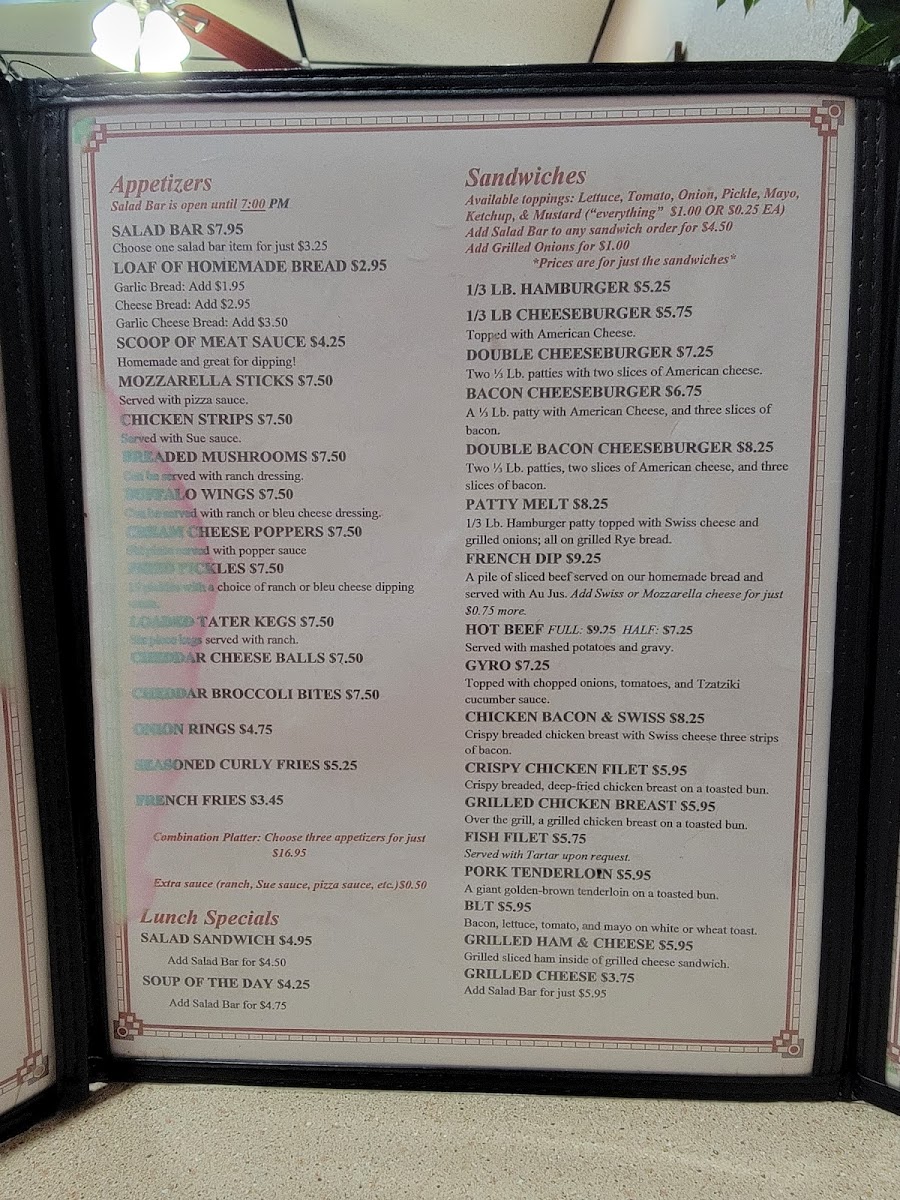 Appetizers
Salad Bar is open until 7:00 PM
SALAD BAR $7.95
Choose one salad bar item for just $3.25
LOAF OF HOMEMADE BREAD $2.95
Garlic Bread: Add $1.95
Cheese Bread: Add $2.95
Garlic Cheese Bread: Add $3.50
SCOOP OF MEAT SAUCE $4.25
Homemade and great for dipping!
MOZZARELLA STICKS $7.50
Served with pizza sauce.
CHICKEN STRIPS $7.50
Served with Sue sauce.
BREADED MUSHROOMS $7.50
Can be served with ranch dressing.
BUFFALO WINGS $7.50
Can be served with ranch or bleu cheese dressing.
CREAM CHEESE POPPERS $7.50
served with popper sauce
FRIED PICKLES $7.50
with a choice of ranch or bleu cheese dipping
LOADED TATER KEGS $7.50
Six piece kegs served with ranch.
CHEDDAR CHEESE BALLS $7.50
CHEDDAR BROCCOLI BITES $7.50
ONION RINGS $4.75
SEASONED CURLY FRIES $5.25
FRENCH FRIES $3.45
Combination Platter: Choose three appetizers for just
$16.95
Extra sauce (ranch, Sue sauce, pizza sauce, etc.)$0.50
Lunch Specials
SALAD SANDWICH $4.95
Add Salad Bar for $4.50
SOUP OF THE DAY $4.25
Add Salad Bar for $4.75
Sandwiches
Available toppings: Lettuce, Tomato, Onion, Pickle, Mayo,
Ketchup, & Mustard ("everything" $1.00 OR $0.25 EA)
Add Salad Bar to any sandwich order for $4.50
Add Grilled Onions for $1.00
*Prices are for just the sandwiches*
1/3 LB. HAMBURGER $5.25
1/3 LB CHEESEBURGER $5.75
Topped with American Cheese.
DOUBLE CHEESEBURGER $7.25
Two ⅓ Lb. patties with two slices of American cheese.
BACON CHEESEBURGER $6.75
A ⅓ Lb. patty with American Cheese, and three slices of
bacon.
DOUBLE BACON CHEESEBURGER $8.25
Two ⅓ Lb. patties, two slices of American cheese, and three
slices of bacon.
PATTY MELT $8.25
1/3 Lb. Hamburger patty topped with Swiss cheese and
grilled onions; all on grilled Rye bread.
FRENCH DIP $9.25
A pile of sliced beef served on our homemade bread and
served with Au Jus. Add Swiss or Mozzarella cheese for just
$0.75 more.
HOT BEEF FULL: $9.75 HALF: $7.25
Served with mashed potatoes and gravy.
GYRO $7.25
Topped with chopped onions, tomatoes, and Tzatziki
cucumber sauce.
CHICKEN BACON & SWISS $8.25
Crispy breaded chicken breast with Swiss cheese three strips
of bacon.
CRISPY CHICKEN FILET $5.95
Crispy breaded, deep-fried chicken breast on a toasted bun.
GRILLED CHICKEN BREAST $5.95
Over the grill, a grilled chicken breast on a toasted bun.
FISH FILET $5.75
Served with Tartar upon request.
PORK TENDERLOIN $5.95
A giant golden-brown tenderloin on a toasted bun.
BLT $5.95
Bacon, lettuce, tomato, and mayo on white or wheat toast.
GRILLED HAM & CHEESE $5.95
Grilled sliced ham inside of grilled cheese sandwich.
GRILLED CHEESE $3.75
Add Salad Bar for just $5.95